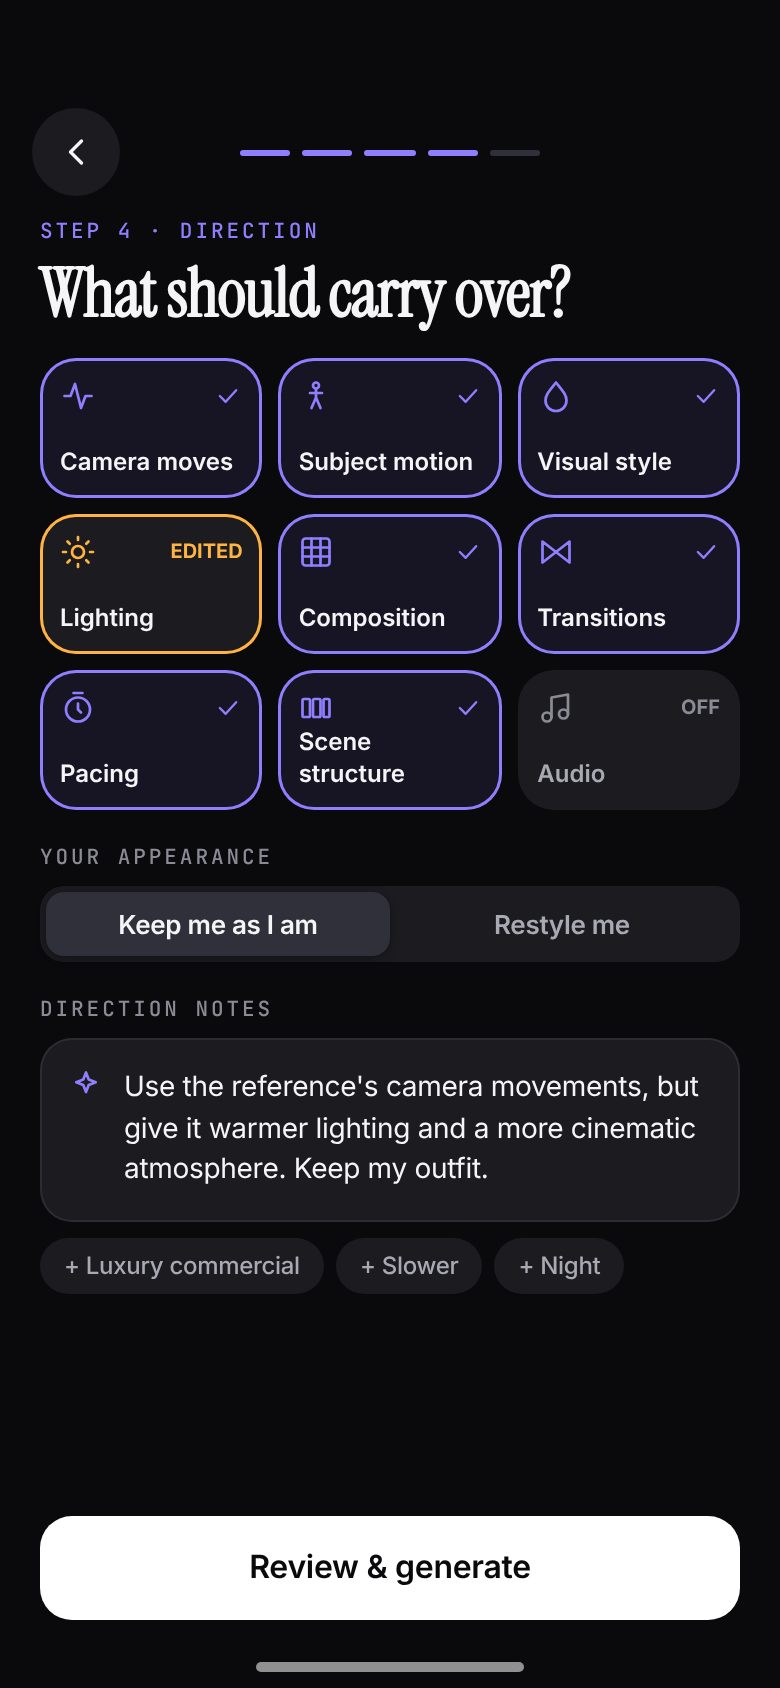 STEP 4 · DIRECTION
What should carry over?
Camera moves
Subject motion
Visual style
EDITED
Lighting
Composition
Transitions
Pacing
Scene
structure
OFF
Audio
YOUR APPEARANCE
Keep me as I am
Restyle me
DIRECTION NOTES
Use the reference's camera movements, but
give it warmer lighting and a more cinematic
atmosphere. Keep my outfit.
+ Luxury commercial
+ Slower
+ Night
Review & generate